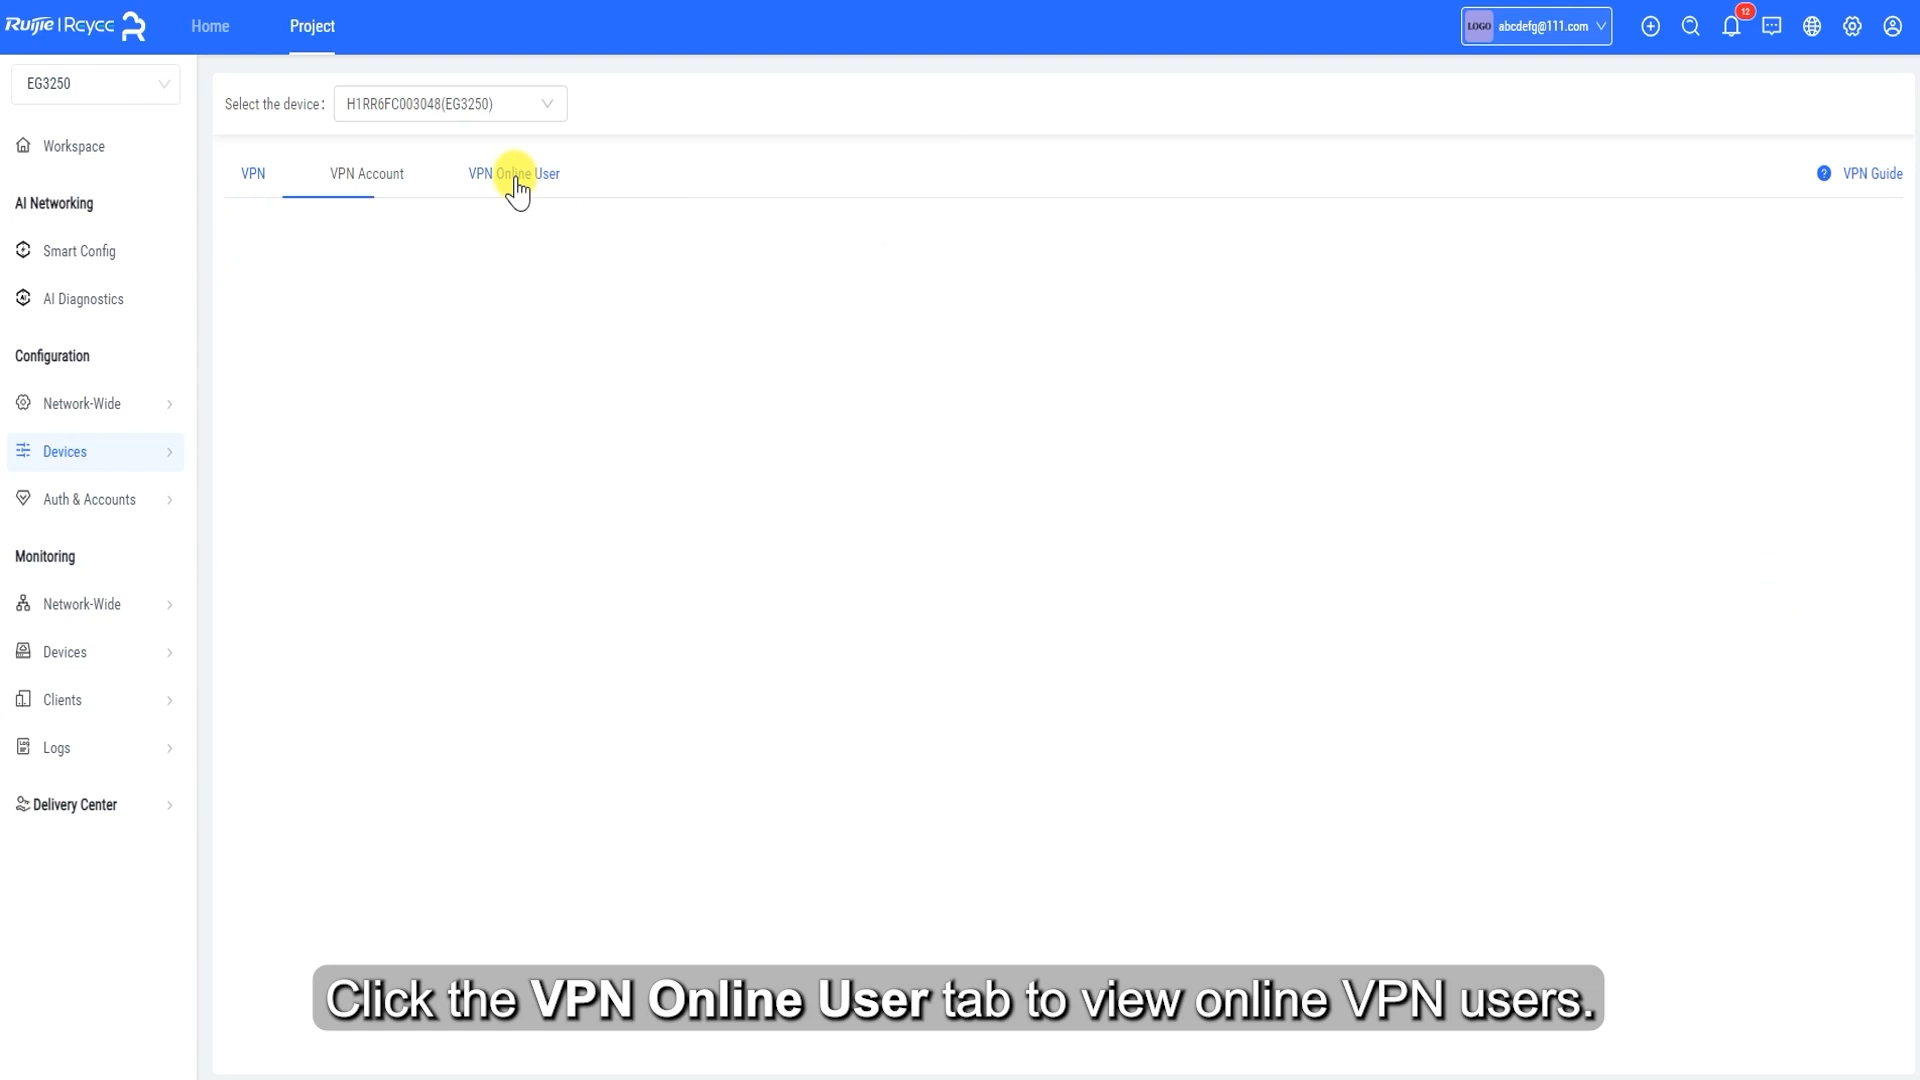 Ruijie | Rcycc
Home
Project
LOGO
abcdefg@111.com
12
EG3250
Select the device:
H1RR6FC003048(EG3250)
Workspace
VPN
VPN Account
VPN Online User
VPN Guide
AI Networking
Smart Config
AI Diagnostics
Configuration
Network-Wide
Devices
Auth & Accounts
Monitoring
Network-Wide
Devices
Clients
Logs
Delivery Center
Click the VPN Online User tab to view online VPN users.